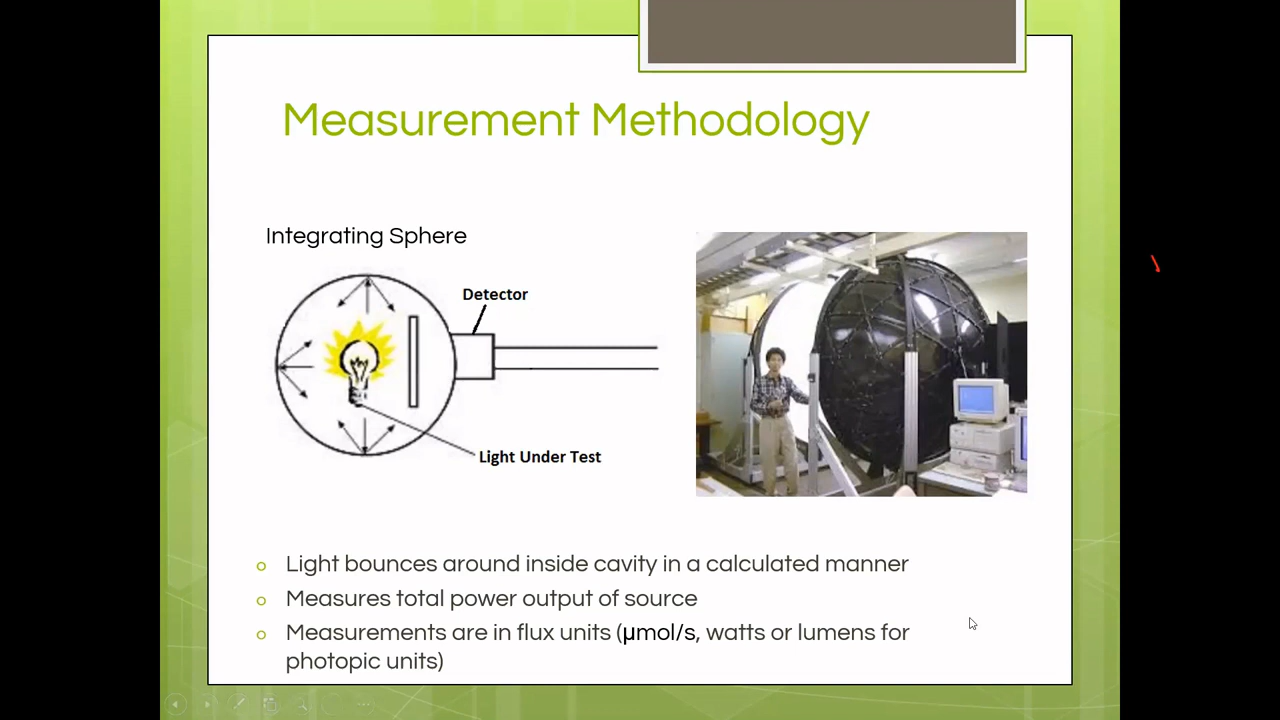 Measurement Methodology
Integrating Sphere
Detector
Light Under Test
o Light bounces around inside cavity in a calculated manner
o Measures total power output of source
o Measurements are in flux units (µmol/s, watts or lumens for
photopic units)